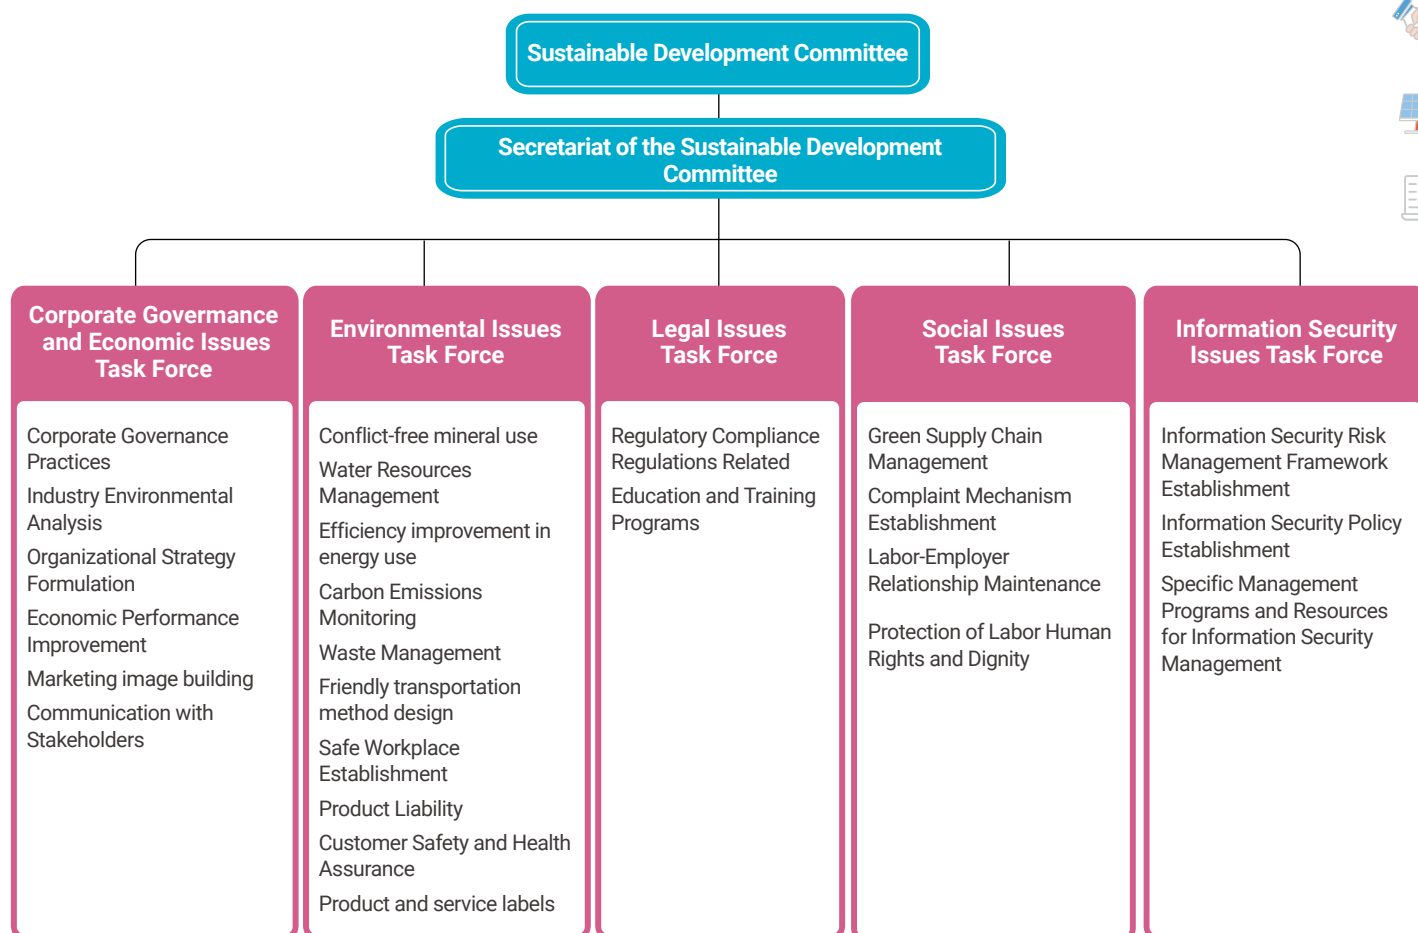 Sustainable Development Committee
Secretariat of the Sustainable Development
Committee
Corporate Govermance
and Economic Issues
Task Force
Corporate Governance
Practices
Industry Environmental
Analysis
Organizational Strategy
Formulation
Economic Performance
Improvement
Marketing image building
Communication with
Stakeholders
Environmental Issues
Task Force
Conflict-free mineral use
Water Resources
Management
Efficiency improvement in
energy use
Carbon Emissions
Monitoring
Waste Management
Friendly transportation
method design
Safe Workplace
Establishment
Product Liability
Customer Safety and Health
Assurance
Product and service labels
Legal Issues
Task Force
Regulatory Compliance
Regulations Related
Education and Training
Programs
Social Issues
Task Force
Green Supply Chain
Management
Complaint Mechanism
Establishment
Labor-Employer
Relationship Maintenance
Protection of Labor Human
Rights and Dignity
Information Security
Issues Task Force
Information Security Risk
Management Framework
Establishment
Information Security Policy
Establishment
Specific Management
Programs and Resources
for Information Security
Management